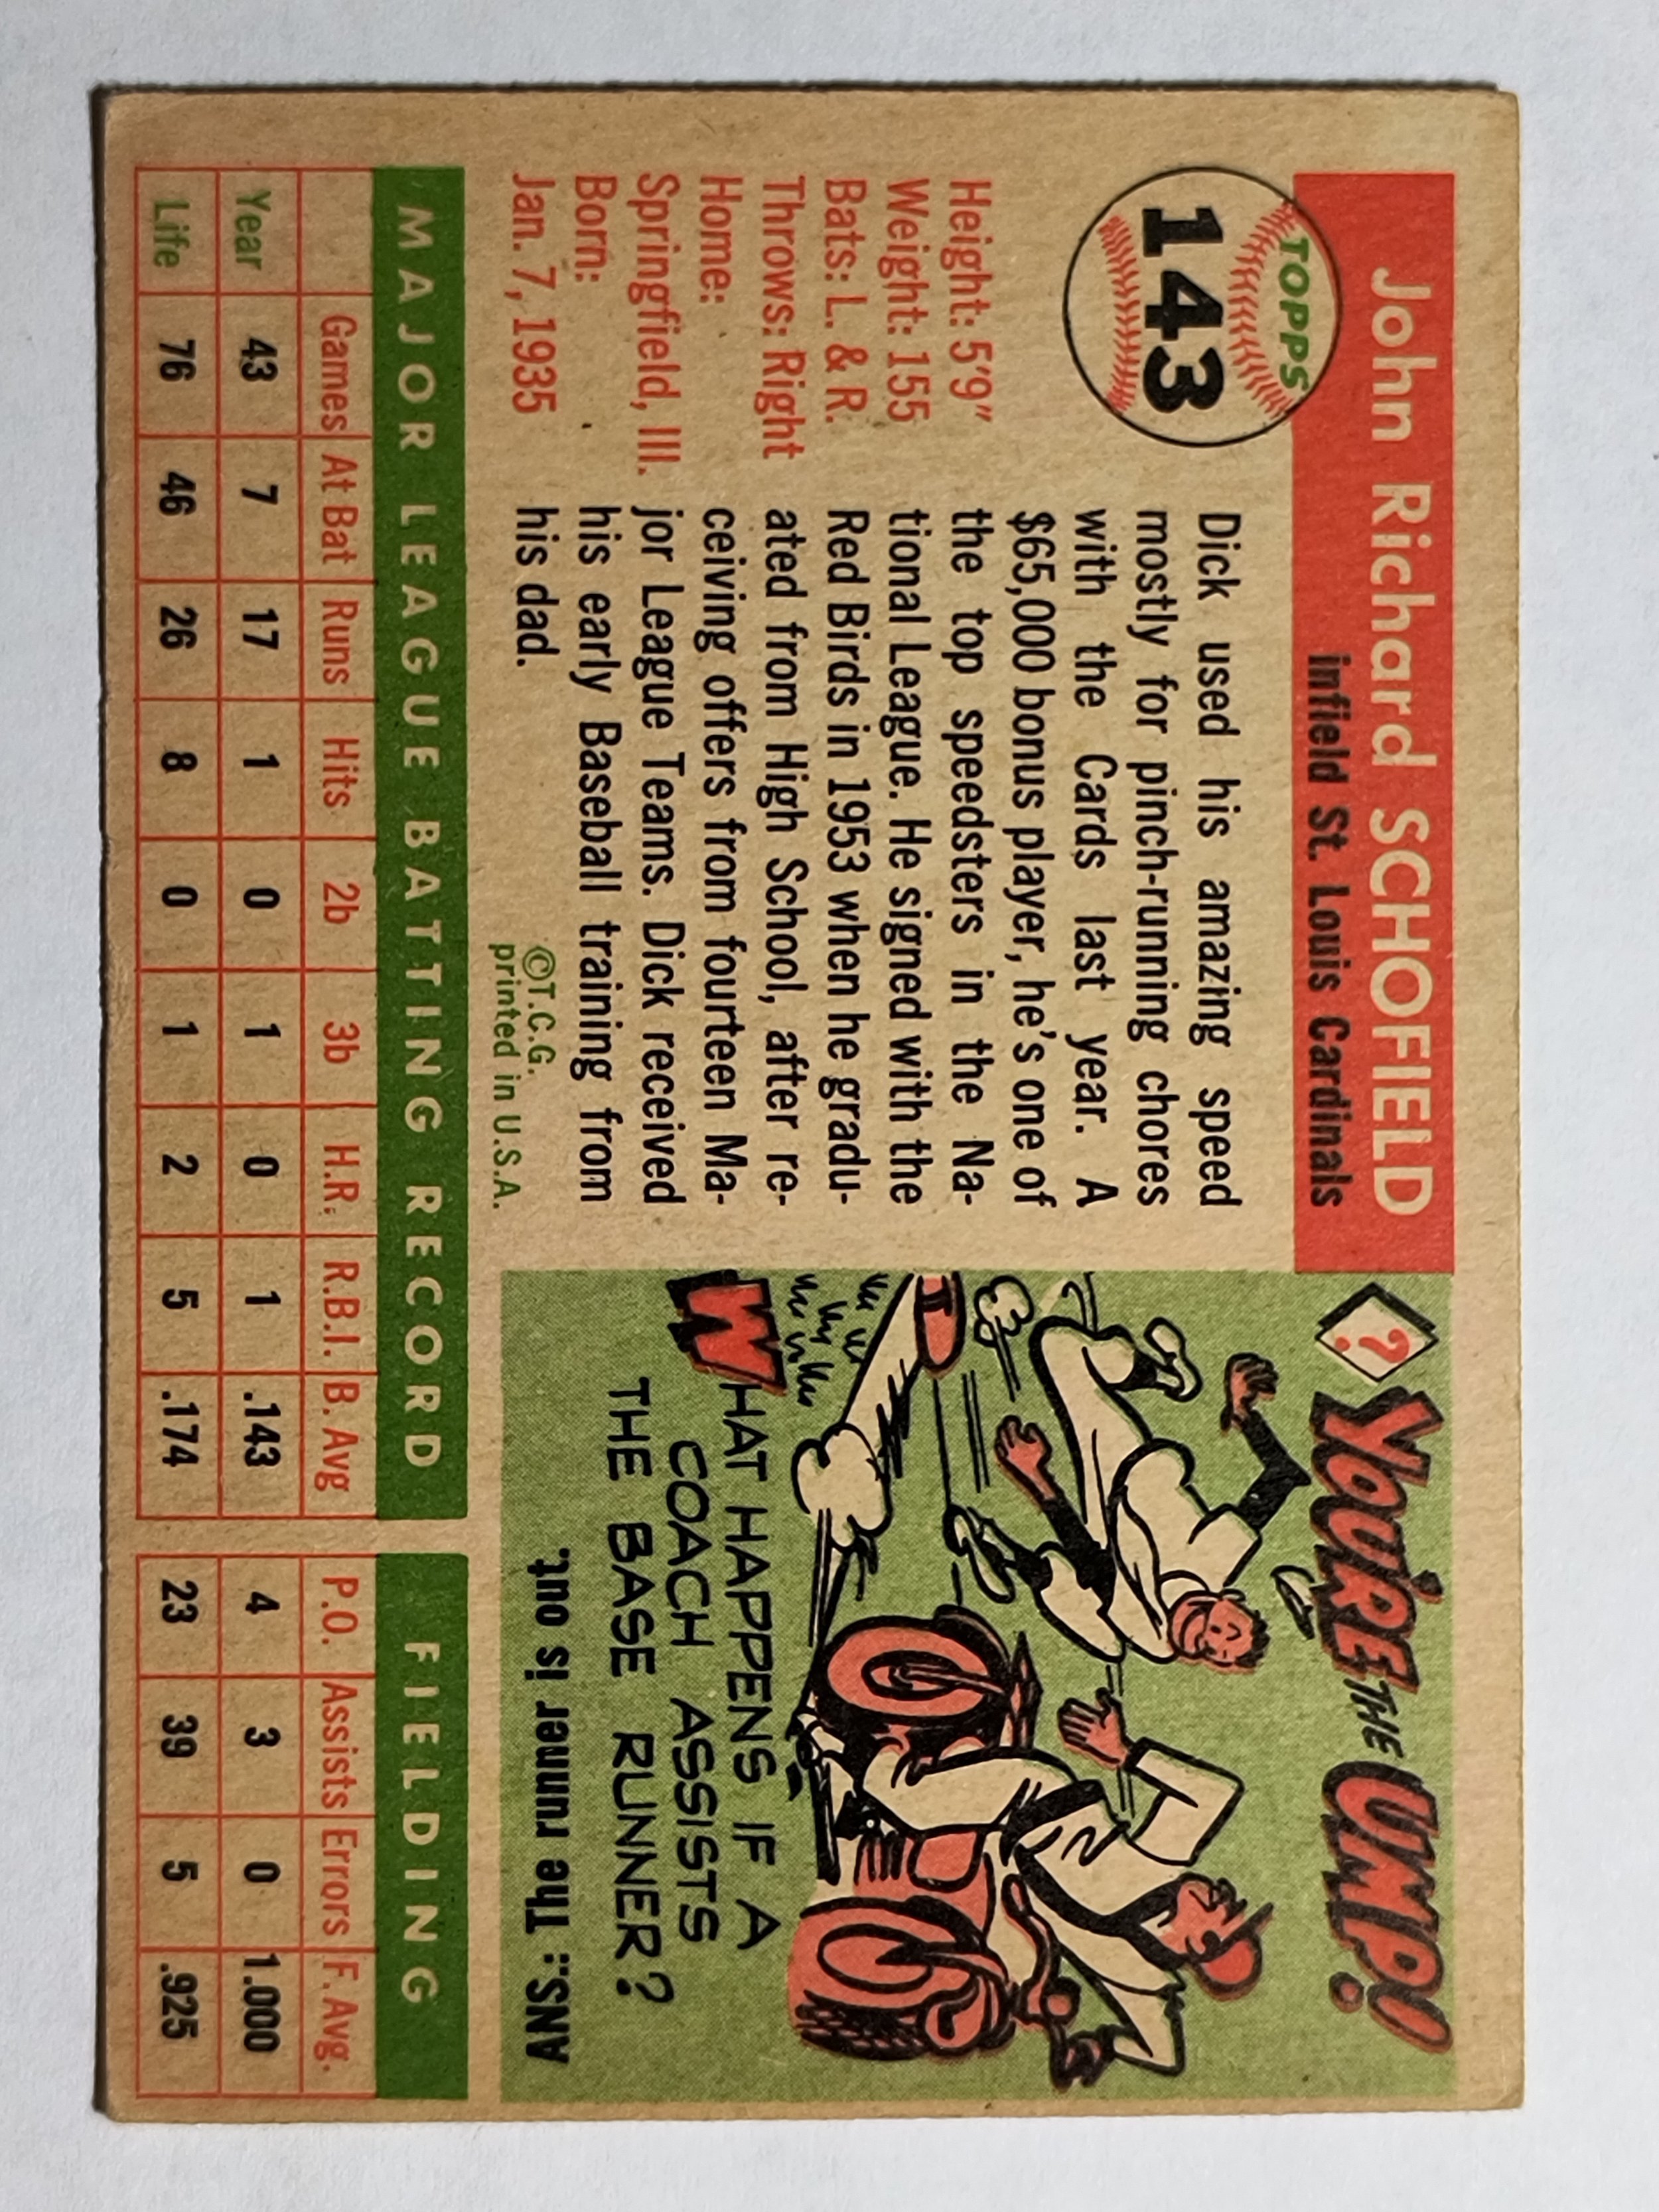 John Richard SCHOFIELD
infield St. Louis Cardinals
TOPPS
143
Height: 5'9"
Weight: 155
Bats: L. & R.
Throws: Right
Home:
Springfield, Ill.
Born:
Jan. 7, 1935
Dick used his amazing speed
mostly for pinch-running chores
with the Cards last year. A
$65,000 bonus player, he's one of
the top speedsters in the Na-
tional League. He signed with the
Red Birds in 1953 when he gradu-
ated from High School, after re-
ceiving offers from fourteen Ma-
jor League Teams. Dick received
his early Baseball training from
his dad.
©T.C.G.
printed in U.S.A.
? YOU'RE THE UMP!
WHAT HAPPENS IF A
COACH ASSISTS
THE BASE RUNNER?
ANS.: The runner is out.
MAJOR LEAGUE BATTING RECORD FIELDING
Games At Bat Runs Hits 2b 3b H.R. R.B.I. B. Avg P.O. Assists Errors F. Avg.
Year 43 7 17 1 0 1 0 1 .143 4 3 0 1.000
Life 76 46 26 8 0 1 2 5 .174 23 39 5 .925